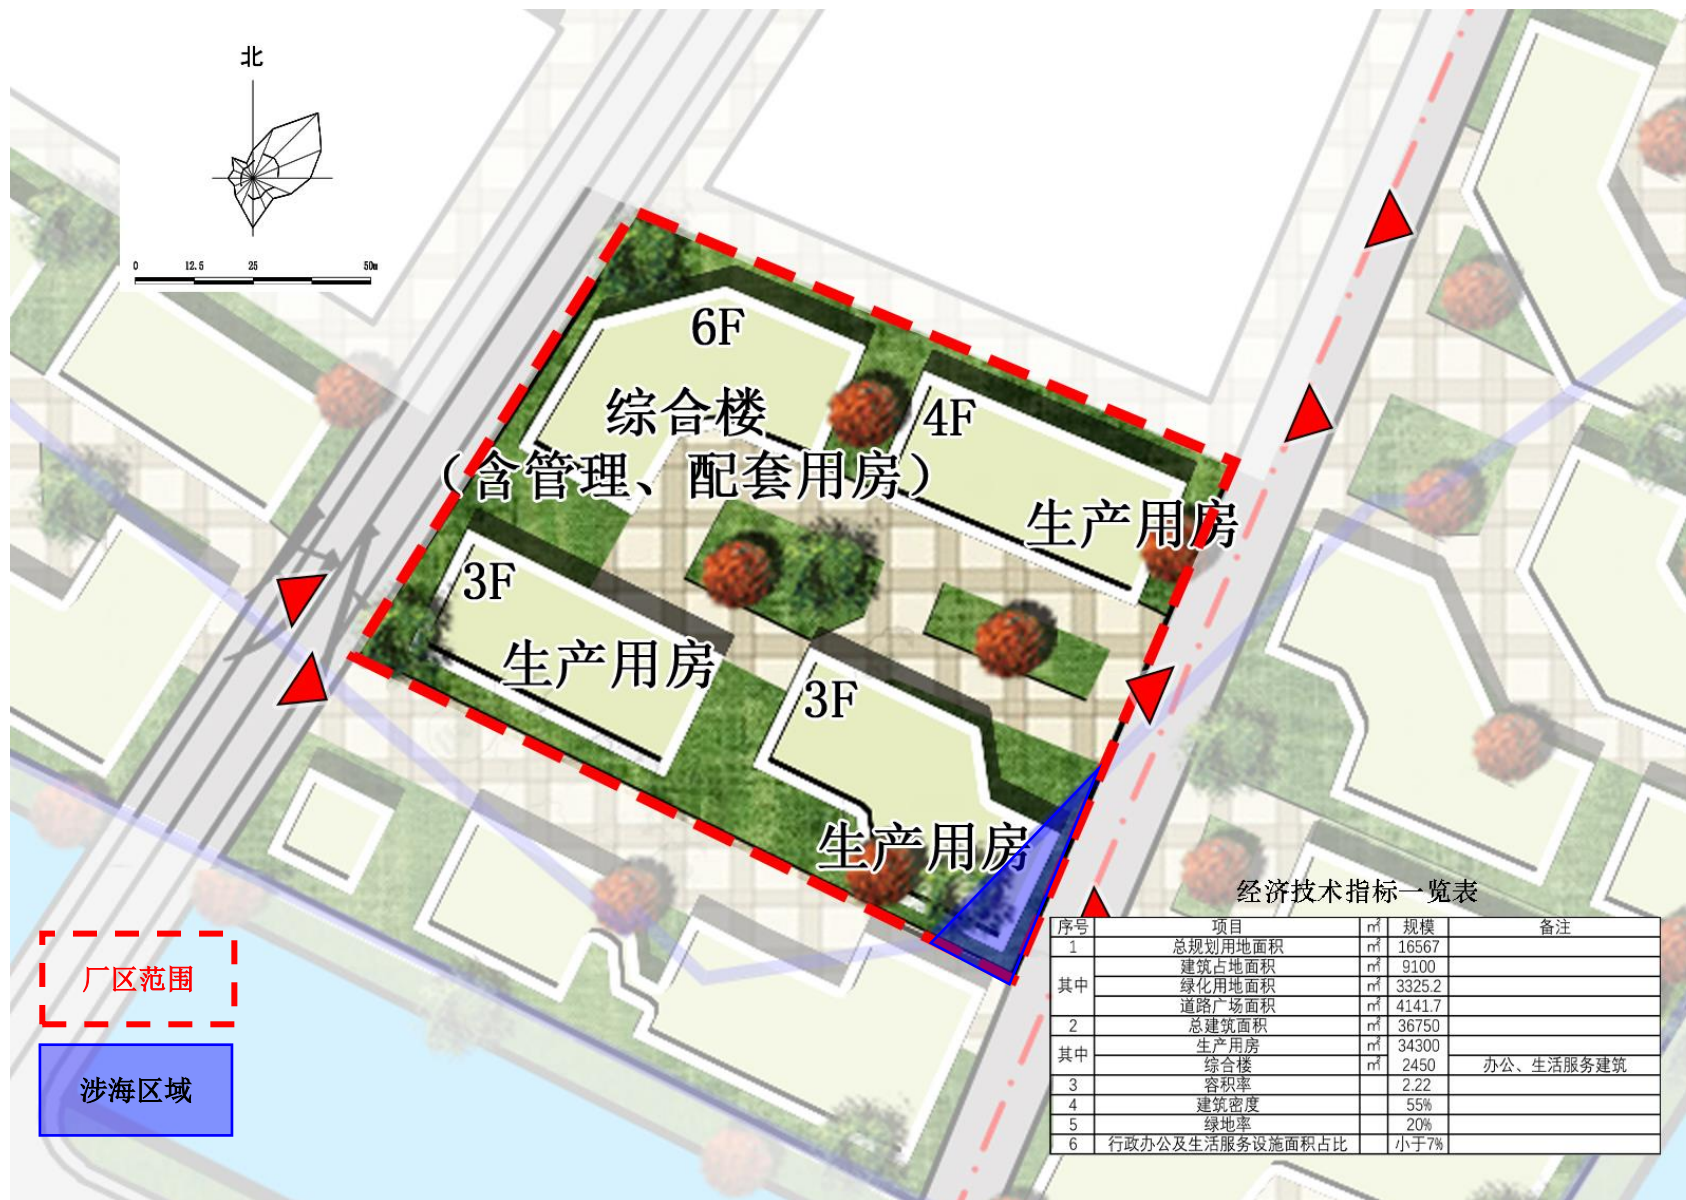 北
0 12.5 25 50m
6F
综合楼
（含管理、配套用房）
4F
生产用房
3F
生产用房
3F
生产用房
厂区范围
涉海区域
经济技术指标一览表
序号 项目 ㎡ 规模 备注
1 总规划用地面积 ㎡ 16567
其中 建筑占地面积 ㎡ 9100
绿化用地面积 ㎡ 3325.2
道路广场面积 ㎡ 4141.7
2 总建筑面积 ㎡ 36750
其中 生产用房 ㎡ 34300
综合楼 ㎡ 2450 办公、生活服务建筑
3 容积率 2.22
4 建筑密度 55%
5 绿地率 20%
6 行政办公及生活服务设施面积占比 小于7%